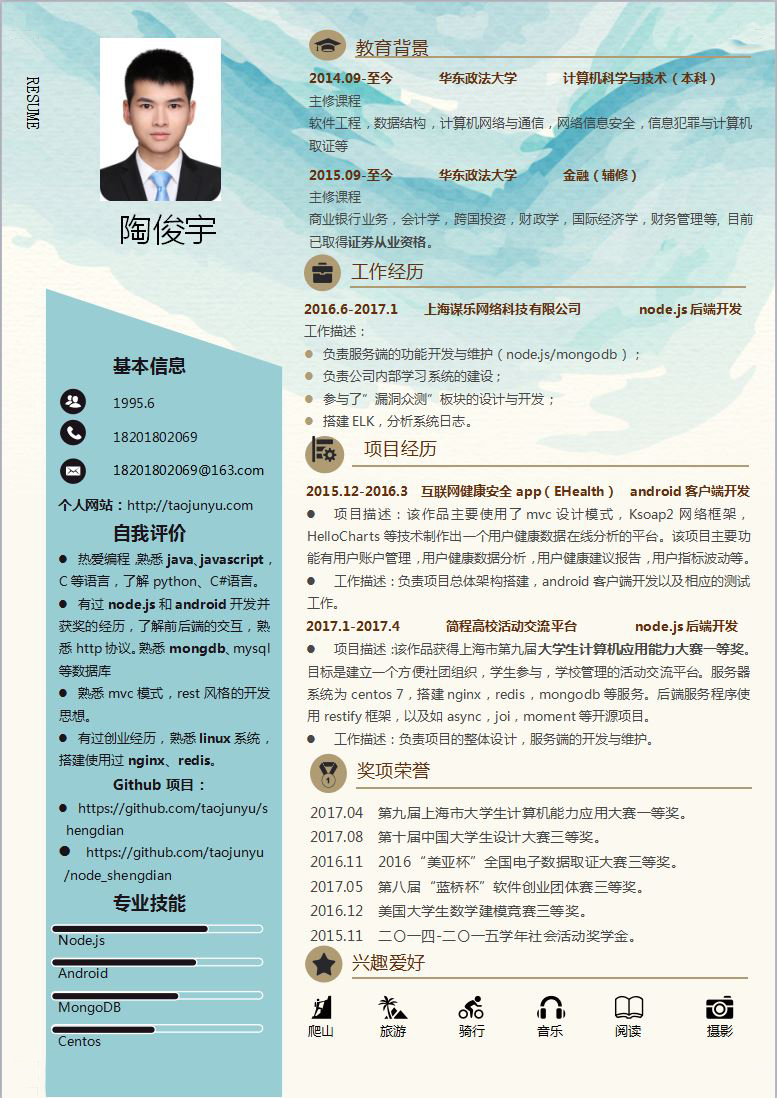 RESUME
陶俊宇
基本信息
1995.6
18201802069
18201802069@163.com
个人网站：http://taojunyu.com
自我评价
● 热爱编程,熟悉 java、javascript，
C 等语言，了解 python、C#语言。
● 有过 node.js 和 android 开发并
获奖的经历，了解前后端的交互，熟
悉 http 协议。熟悉 mongdb、mysql
等数据库
● 熟悉 mvc 模式，rest 风格的开发
思想。
● 有过创业经历，熟悉 linux 系统，
搭建使用过 nginx、redis。
Github 项目：
● https://github.com/taojunyu/s
hengdian
● https://github.com/taojunyu
/node_shengdian
专业技能
Node.js
Android
MongoDB
Centos
教育背景
2014.09-至今 华东政法大学 计算机科学与技术（本科）
主修课程
软件工程，数据结构，计算机网络与通信，网络信息安全，信息犯罪与计算机
取证等
2015.09-至今 华东政法大学 金融（辅修）
主修课程
商业银行业务，会计学，跨国投资，财政学，国际经济学，财务管理等, 目前
已取得证券从业资格。
工作经历
2016.6-2017.1 上海谋乐网络科技有限公司 node.js 后端开发
工作描述：
● 负责服务端的功能开发与维护（node.js/mongodb）；
● 负责公司内部学习系统的建设；
● 参与了”漏洞众测”板块的设计与开发；
● 搭建 ELK，分析系统日志。
项目经历
2015.12-2016.3 互联网健康安全 app（EHealth） android 客户端开发
● 项目描述：该作品主要使用了 mvc 设计模式，Ksoap2 网络框架，
HelloCharts 等技术制作出一个用户健康数据在线分析的平台。该项目主要功
能有用户账户管理，用户健康数据分析，用户健康建议报告，用户指标波动等。
● 工作描述：负责项目总体架构搭建，android 客户端开发以及相应的测试
工作。
2017.1-2017.4 简程高校活动交流平台 node.js 后端开发
● 项目描述：该作品获得上海市第九届大学生计算机应用能力大赛一等奖。
目标是建立一个方便社团组织，学生参与，学校管理的活动交流平台。服务器
系统为 centos 7，搭建 nginx，redis，mongodb 等服务。后端服务程序使
用 restify 框架，以及如 async，joi，moment 等开源项目。
● 工作描述：负责项目的整体设计，服务端的开发与维护。
奖项荣誉
2017.04 第九届上海市大学生计算机能力应用大赛一等奖。
2017.08 第十届中国大学生设计大赛三等奖。
2016.11 2016“美亚杯”全国电子数据取证大赛三等奖。
2017.05 第八届“蓝桥杯”软件创业团体赛三等奖。
2016.12 美国大学生数学建模竞赛三等奖。
2015.11 二〇一四-二〇一五学年社会活动奖学金。
兴趣爱好
爬山 旅游 骑行 音乐 阅读 摄影